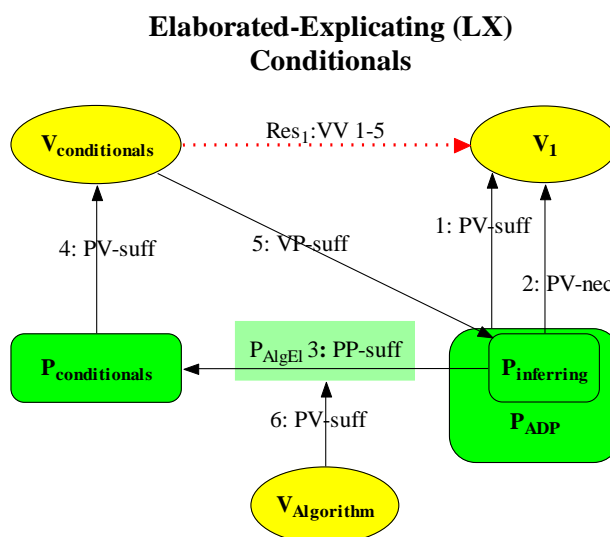 Elaborated-Explicating (LX)
Conditionals
Vconditionals
Res1:VV 1-5
V1
1: PV-suff
4: PV-suff
5: VP-suff
2: PV-nec
PAlgEl 3: PP-suff
Pconditionals
Pinferring
PADP
6: PV-suff
VAlgorithm